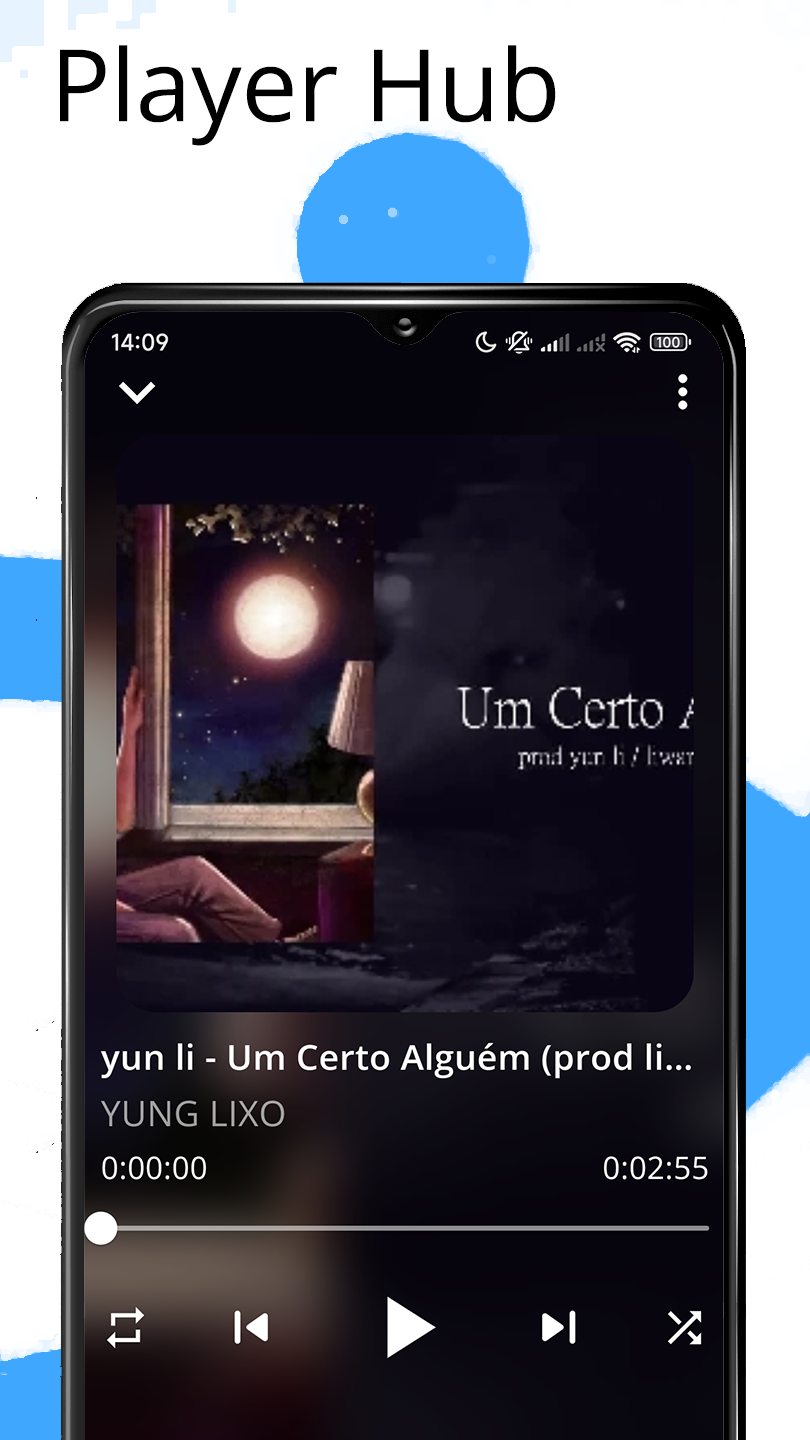 Player Hub
14:09
100
Um Certo A
prod yun li / liwar
yun li - Um Certo Alguém (prod li...
YUNG LIXO
0:00:00
0:02:55